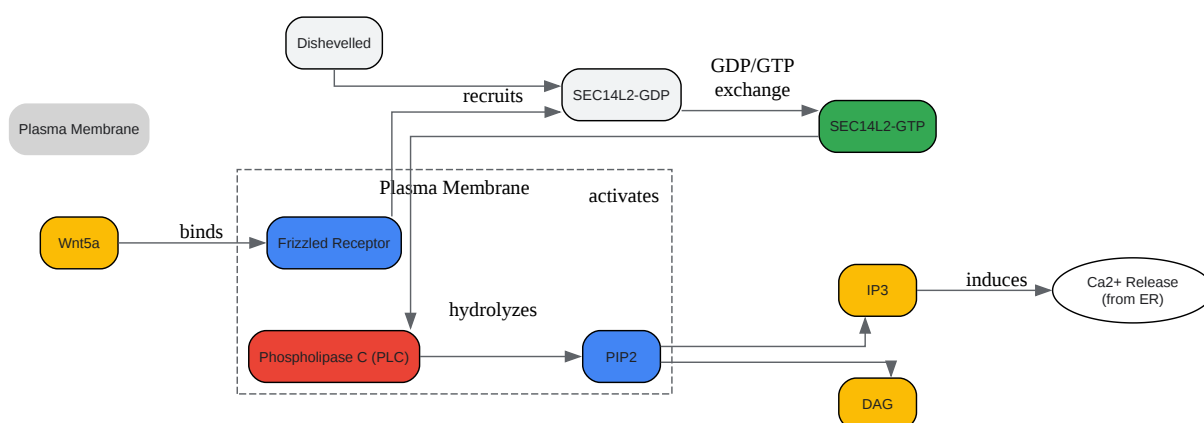 Dishevelled
GDP/GTP
exchange
recruits
SEC14L2-GDP
SEC14L2-GTP
Plasma Membrane
Plasma Membrane
activates
Wnt5a
binds
Frizzled Receptor
IP3
induces
Ca2+ Release
(from ER)
hydrolyzes
Phospholipase C (PLC)
PIP2
DAG